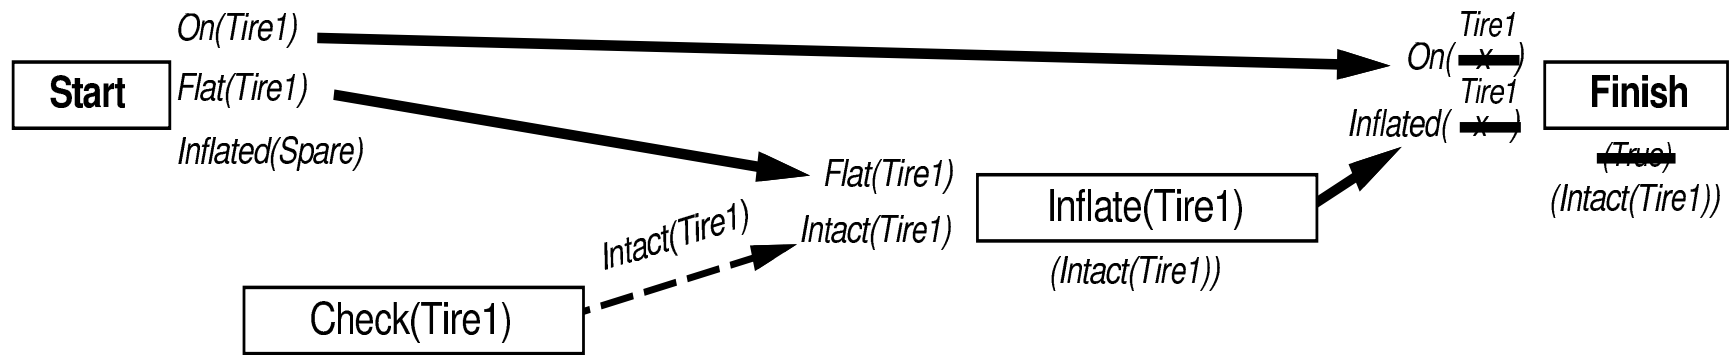 On(Tire1)
Start
Flat(Tire1)
Inflated(Spare)
Tire1
On( x )
Tire1
Inflated( x )
Finish
(True)
(Intact(Tire1))
Flat(Tire1)
Intact(Tire1)
Inflate(Tire1)
(Intact(Tire1))
Intact(Tire1)
Check(Tire1)